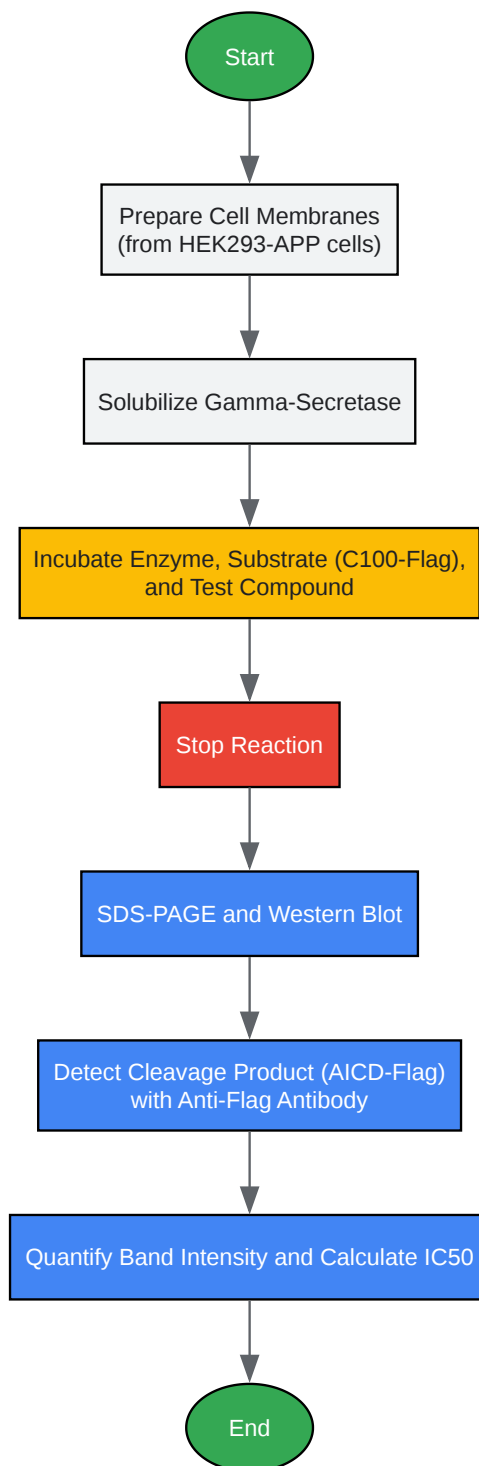 Start
Prepare Cell Membranes
(from HEK293-APP cells)
Solubilize Gamma-Secretase
Incubate Enzyme, Substrate (C100-Flag),
and Test Compound
Stop Reaction
SDS-PAGE and Western Blot
Detect Cleavage Product (AICD-Flag)
with Anti-Flag Antibody
Quantify Band Intensity and Calculate IC50
End